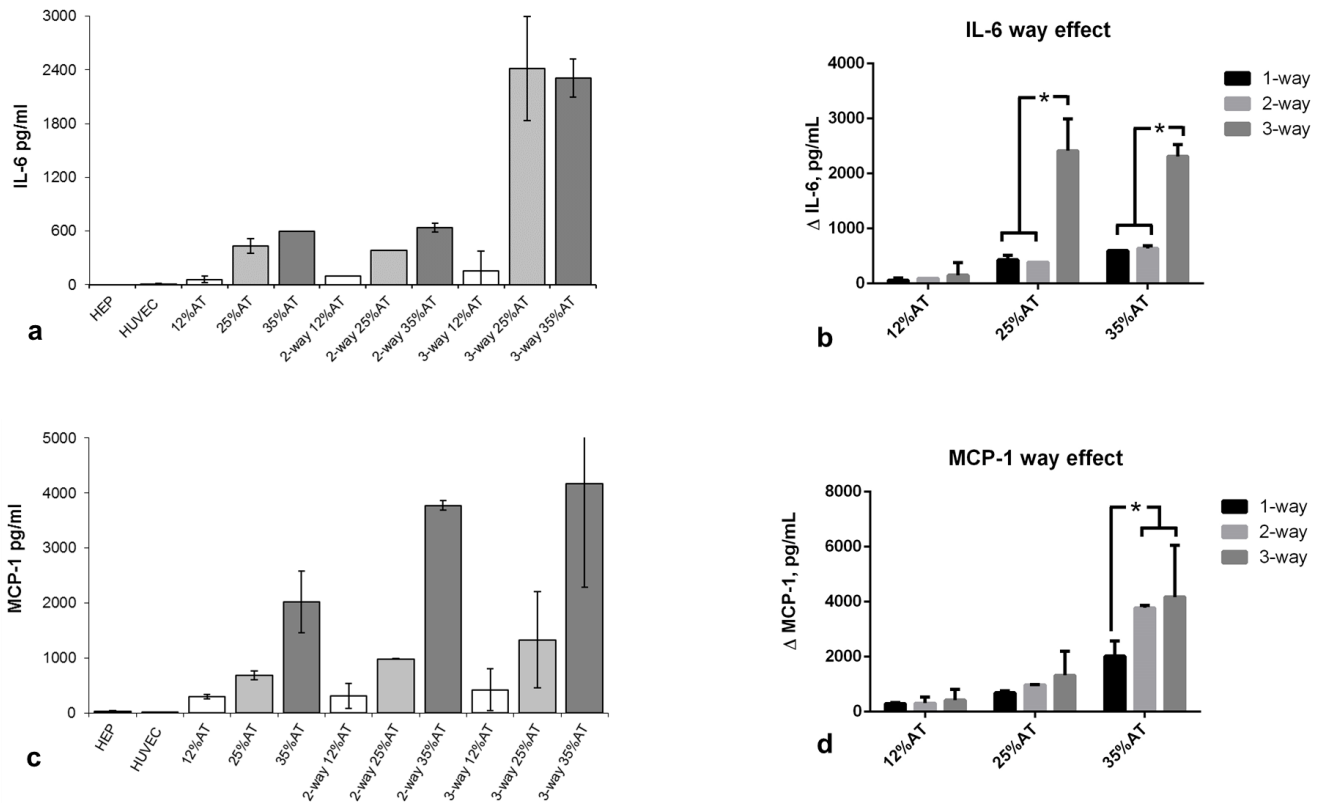 3000
2400
1800
1200
600
0
IL-6 pg/ml
HEP
HUVEC
12%AT
25%AT
35%AT
2-way 12%AT
2-way 25%AT
2-way 35%AT
3-way 12%AT
3-way 25%AT
3-way 35%AT
a
IL-6 way effect
4000
3000
2000
1000
0
Δ IL-6, pg/mL
*
*
12%AT
25%AT
35%AT
1-way
2-way
3-way
b
5000
4000
3000
2000
1000
0
MCP-1 pg/ml
HEP
HUVEC
12%AT
25%AT
35%AT
2-way 12%AT
2-way 25%AT
2-way 35%AT
3-way 12%AT
3-way 25%AT
3-way 35%AT
c
MCP-1 way effect
8000
6000
4000
2000
0
Δ MCP-1, pg/mL
*
12%AT
25%AT
35%AT
1-way
2-way
3-way
d